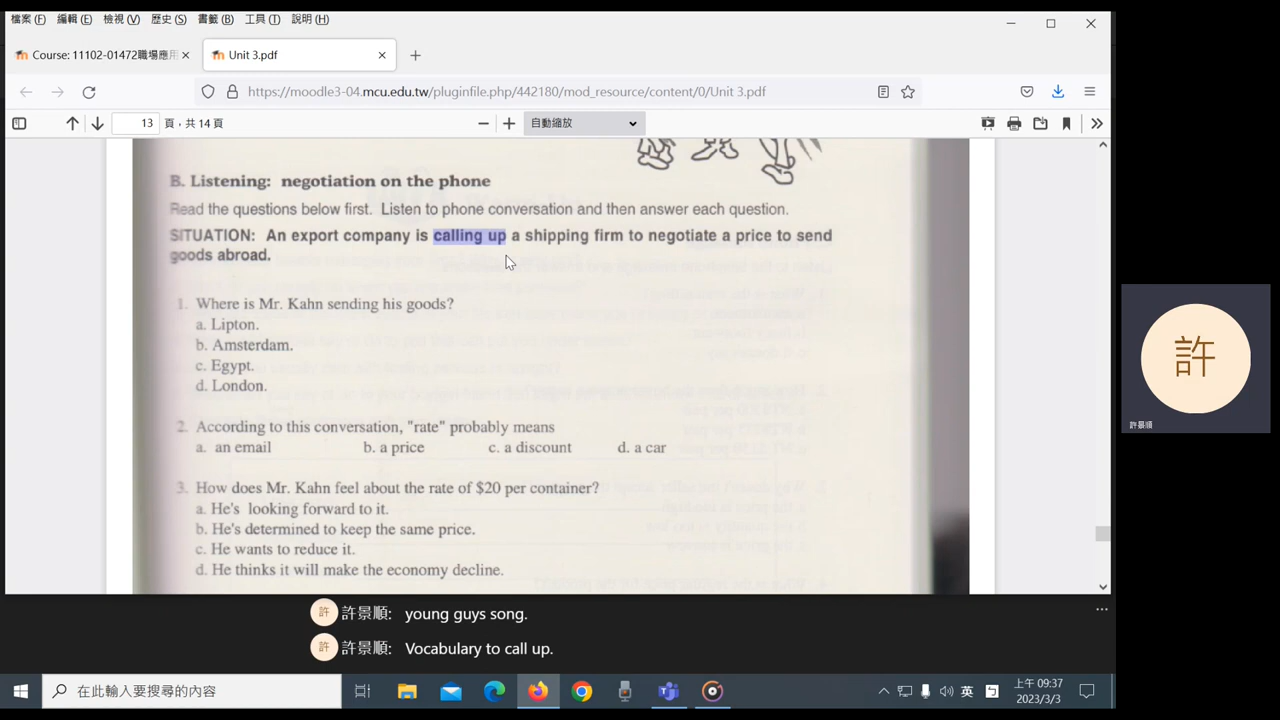 檔案 (F) 編輯 (E) 檢視 (V) 歷史 (S) 書籤 (B) 工具 (T) 說明 (H)
Course: 11102-01472職場應用
Unit 3.pdf
https://moodle3-04.mcu.edu.tw/pluginfile.php/442180/mod_resource/content/0/Unit 3.pdf
13 頁，共 14 頁
自動縮放
B. Listening: negotiation on the phone
Read the questions below first. Listen to phone conversation and then answer each question.
SITUATION: An export company is calling up a shipping firm to negotiate a price to send
goods abroad.
1. Where is Mr. Kahn sending his goods?
a. Lipton.
b. Amsterdam.
c. Egypt.
d. London.
2. According to this conversation, "rate" probably means
a. an email b. a price c. a discount d. a car
3. How does Mr. Kahn feel about the rate of $20 per container?
a. He's looking forward to it.
b. He's determined to keep the same price.
c. He wants to reduce it.
d. He thinks it will make the economy decline.
許
許景順
許 許景順: young guys song.
許 許景順: Vocabulary to call up.
在此輸入要搜尋的文字
英
上午 09:37
2023/3/3